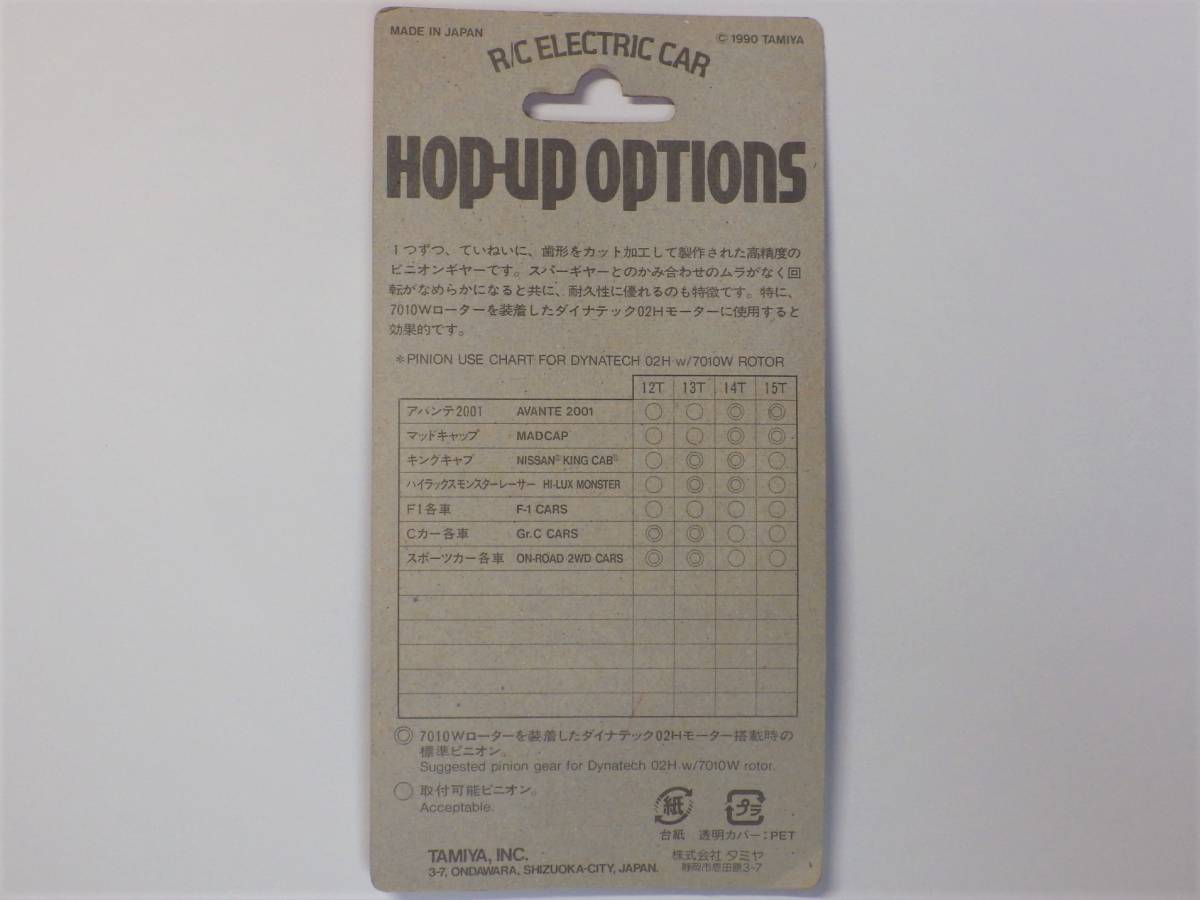 MADE IN JAPAN
© 1990 TAMIYA
R/C ELECTRIC CAR
HOP-UP OPTIONS
1つずつ、ていねいに、歯形をカット加工して製作された高精度の
ピニオンギヤーです。スパーギヤーとのかみ合わせのムラがなく回
転がなめらかになると共に、耐久性に優れるのも特徴です。特に、
7010Wローターを装着したダイナテック02Hモーターに使用すると
効果的です。
*PINION USE CHART FOR DYNATECH 02H w/7010W ROTOR
12T 13T 14T 15T
アバンテ2001 AVANTE 2001 ○ ○ ◎ ◎
マッドキャップ MADCAP ○ ○ ◎ ◎
キングキャブ NISSAN® KING CAB® ○ ◎ ◎ ○
ハイラックスモンスターレーサー HI-LUX MONSTER ○ ◎ ◎ ○
F1各車 F-1 CARS ○ ○ ○ ○
Cカー各車 Gr.C CARS ◎ ◎ ○ ○
スポーツカー各車 ON-ROAD 2WD CARS ◎ ◎ ○ ○
◎ 7010Wローターを装着したダイナテック02Hモーター搭載時の
標準ピニオン。
Suggested pinion gear for Dynatech 02H w/7010W rotor.
○ 取付可能ピニオン。
Acceptable.
紙 プラ
台紙 透明カバー：PET
TAMIYA, INC.
3-7, ONDAWARA, SHIZUOKA-CITY, JAPAN.
株式会社 タミヤ
静岡市恩田原3-7